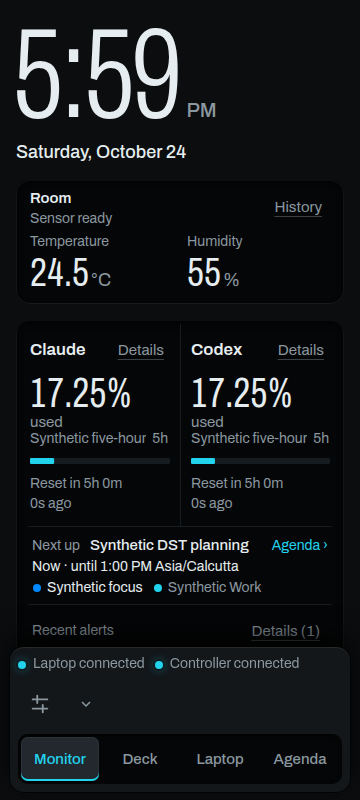 5:59 PM
Saturday, October 24
Room
Sensor ready
History
Temperature
Humidity
24.5°C
55%
Claude
Details
Codex
Details
17.25%
17.25%
used
used
Synthetic five-hour 5h
Synthetic five-hour 5h
Reset in 5h 0m
Reset in 5h 0m
0s ago
0s ago
Next up Synthetic DST planning Agenda ›
Now · until 1:00 PM Asia/Calcutta
Synthetic focus Synthetic Work
Recent alerts Details (1)
Laptop connected Controller connected
Monitor Deck Laptop Agenda